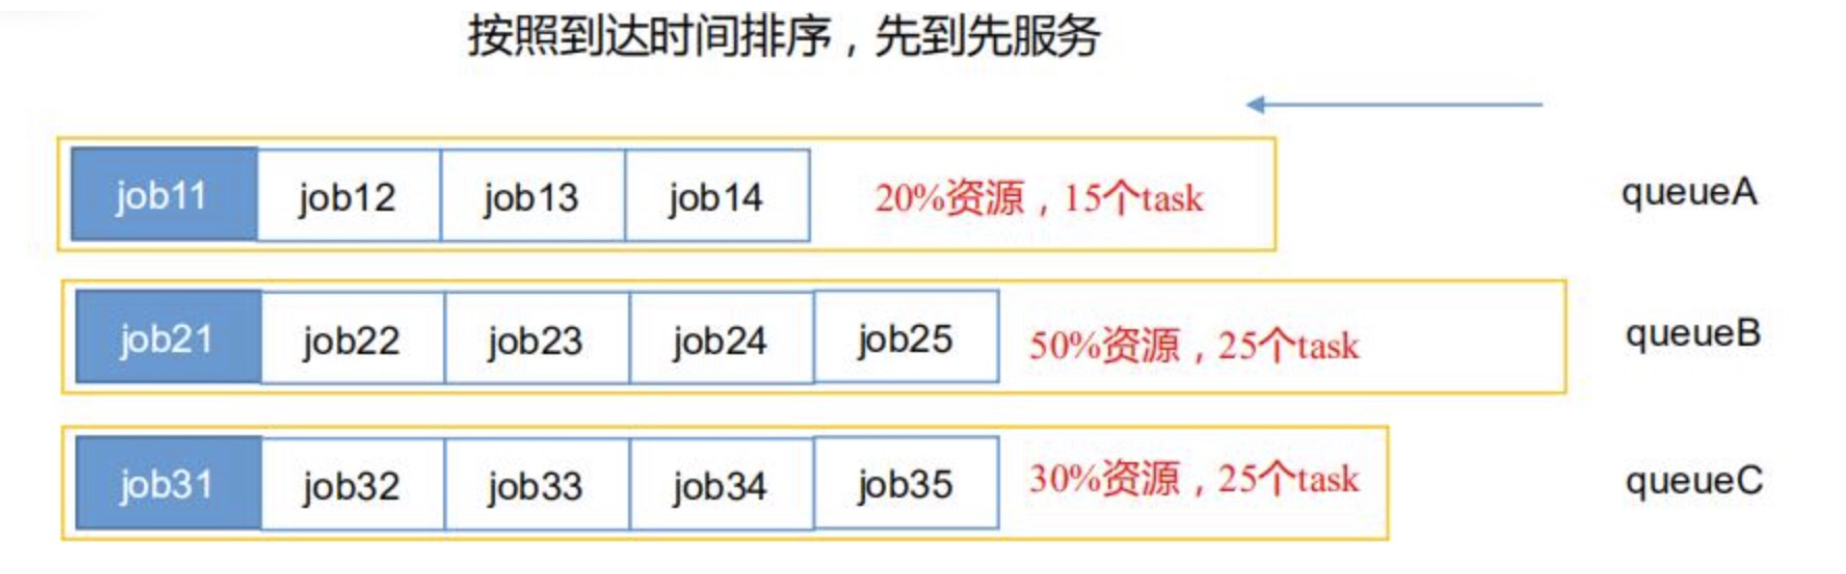 按照到达时间排序，先到先服务
job11 job12 job13 job14 20%资源，15个task queueA
job21 job22 job23 job24 job25 50%资源，25个task queueB
job31 job32 job33 job34 job35 30%资源，25个task queueC